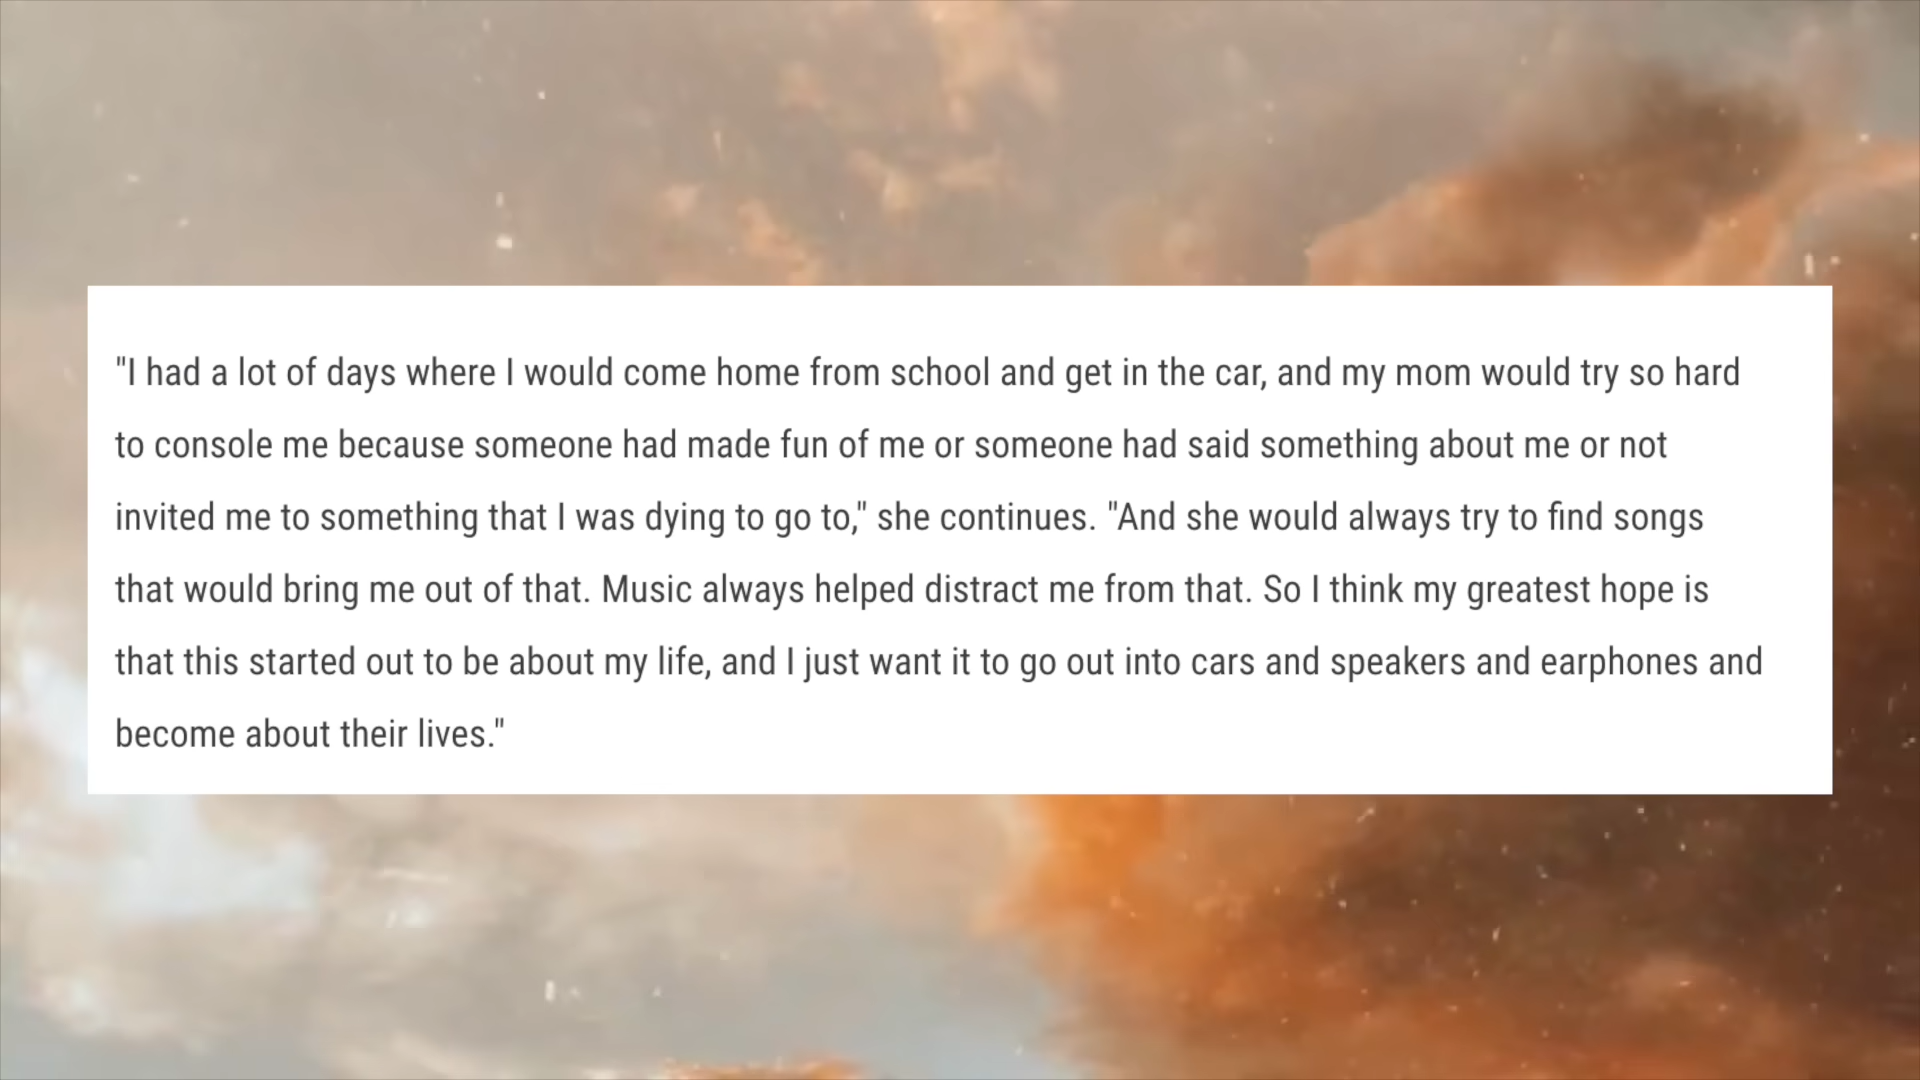 "I had a lot of days where I would come home from school and get in the car, and my mom would try so hard
to console me because someone had made fun of me or someone had said something about me or not
invited me to something that I was dying to go to," she continues. "And she would always try to find songs
that would bring me out of that. Music always helped distract me from that. So I think my greatest hope is
that this started out to be about my life, and I just want it to go out into cars and speakers and earphones and
become about their lives."